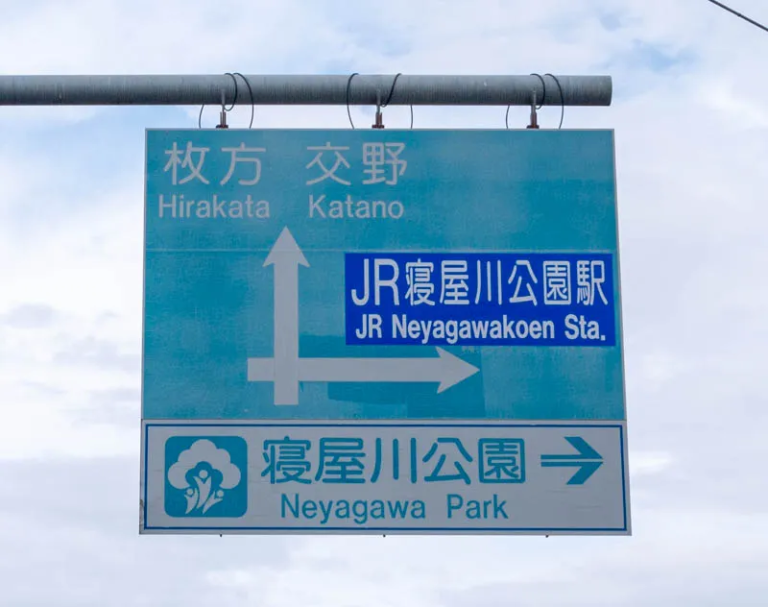 枚方 交野
Hirakata Katano
JR寝屋川公園駅
JR Neyagawakoen Sta.
寝屋川公園
Neyagawa Park